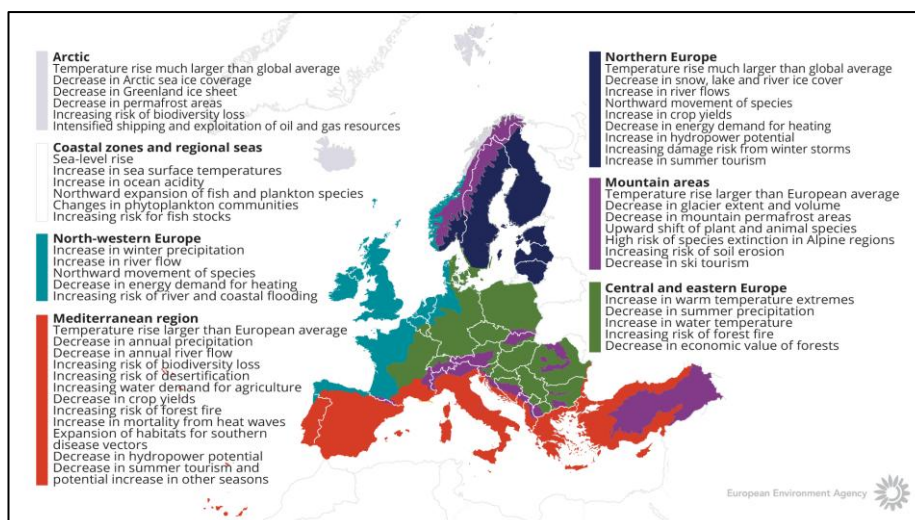 Arctic
Temperature rise much larger than global average
Decrease in Arctic sea ice coverage
Decrease in Greenland ice sheet
Decrease in permafrost areas
Increasing risk of biodiversity loss
Intensified shipping and exploitation of oil and gas resources
Coastal zones and regional seas
Sea-level rise
Increase in sea surface temperatures
Increase in ocean acidity
Northward expansion of fish and plankton species
Changes in phytoplankton communities
Increasing risk for fish stocks
North-western Europe
Increase in winter precipitation
Increase in river flow
Northward movement of species
Decrease in energy demand for heating
Increasing risk of river and coastal flooding
Mediterranean region
Temperature rise larger than European average
Decrease in annual precipitation
Decrease in annual river flow
Increasing risk of biodiversity loss
Increasing risk of desertification
Increasing water demand for agriculture
Decrease in crop yields
Increasing risk of forest fire
Increase in mortality from heat waves
Expansion of habitats for southern
disease vectors
Decrease in hydropower potential
Decrease in summer tourism and
potential increase in other seasons
Northern Europe
Temperature rise much larger than global average
Decrease in snow, lake and river ice cover
Increase in river flows
Northward movement of species
Increase in crop yields
Decrease in energy demand for heating
Increase in hydropower potential
Increasing damage risk from winter storms
Increase in summer tourism
Mountain areas
Temperature rise larger than European average
Decrease in glacier extent and volume
Decrease in mountain permafrost areas
Upward shift of plant and animal species
High risk of species extinction in Alpine regions
Increasing risk of soil erosion
Decrease in ski tourism
Central and eastern Europe
Increase in warm temperature extremes
Decrease in summer precipitation
Increase in water temperature
Increasing risk of forest fire
Decrease in economic value of forests
European Environment Agency